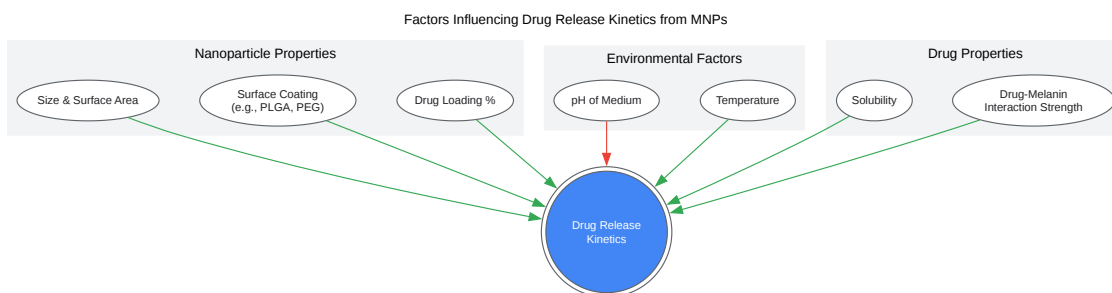 Factors Influencing Drug Release Kinetics from MNPs
Nanoparticle Properties
Size & Surface Area
Surface Coating
(e.g., PLGA, PEG)
Drug Loading %
Environmental Factors
pH of Medium
Temperature
Drug Properties
Solubility
Drug-Melanin
Interaction Strength
Drug Release
Kinetics